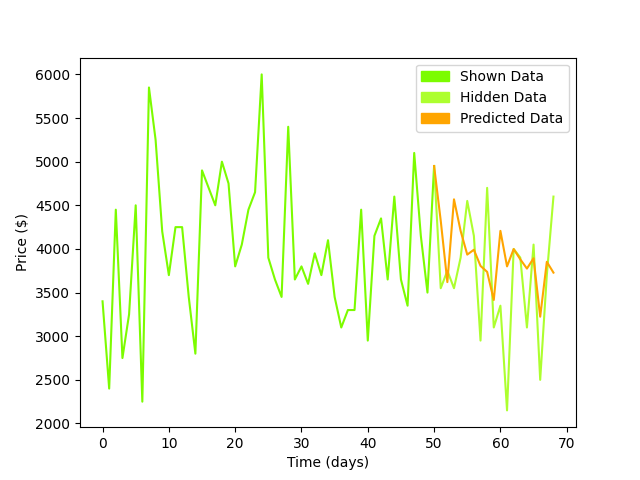 Shown Data
Hidden Data
Predicted Data
6000
5500
5000
4500
4000
3500
3000
2500
2000
Price ($)
0 10 20 30 40 50 60 70
Time (days)